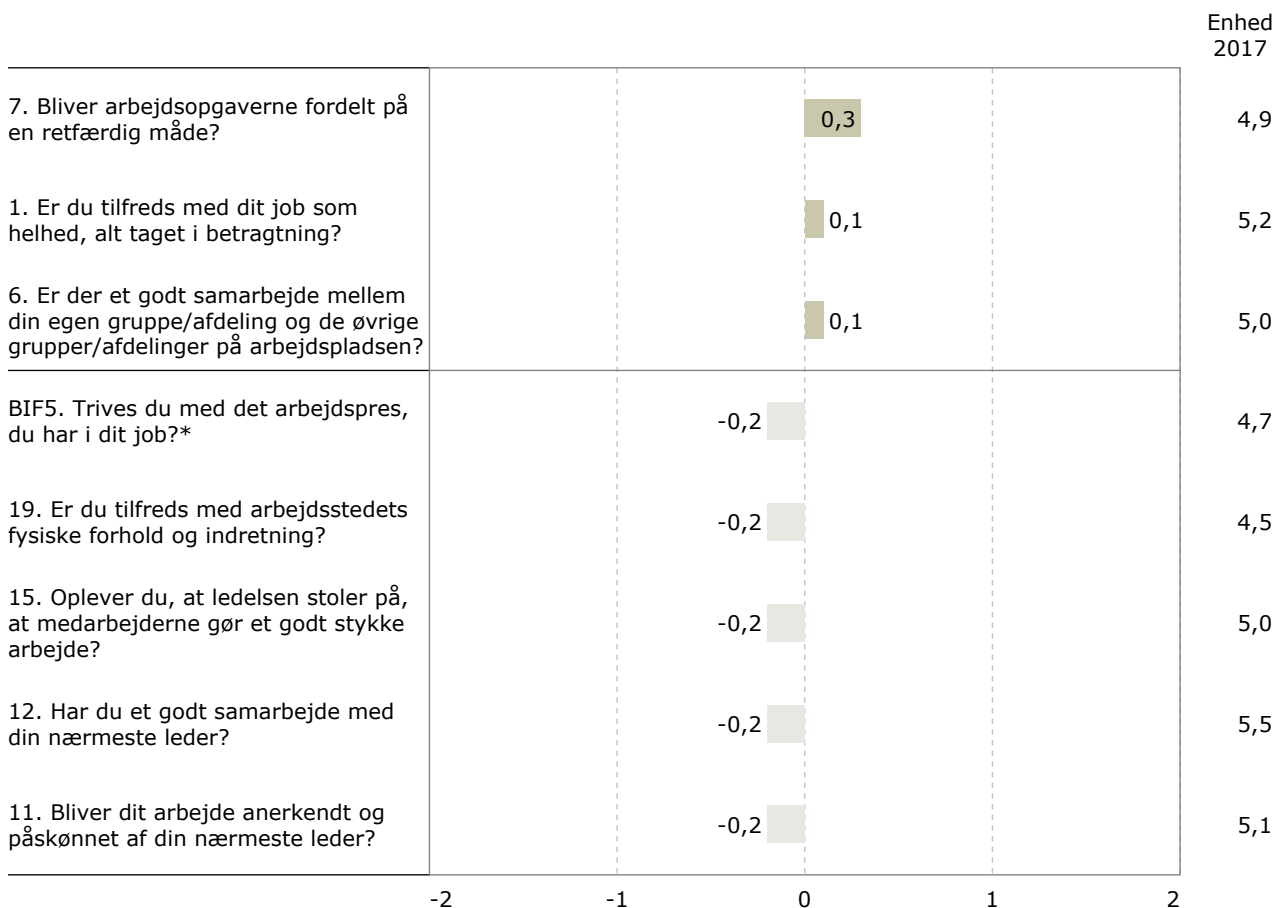 Enhed
2017
7. Bliver arbejdsopgaverne fordelt på
en retfærdig måde?
0,3
4,9
1. Er du tilfreds med dit job som
helhed, alt taget i betragtning?
0,1
5,2
6. Er der et godt samarbejde mellem
din egen gruppe/afdeling og de øvrige
grupper/afdelinger på arbejdspladsen?
0,1
5,0
BIF5. Trives du med det arbejdspres,
du har i dit job?*
-0,2
4,7
19. Er du tilfreds med arbejdsstedets
fysiske forhold og indretning?
-0,2
4,5
15. Oplever du, at ledelsen stoler på,
at medarbejderne gør et godt stykke
arbejde?
-0,2
5,0
12. Har du et godt samarbejde med
din nærmeste leder?
-0,2
5,5
11. Bliver dit arbejde anerkendt og
påskønnet af din nærmeste leder?
-0,2
5,1
-2 -1 0 1 2